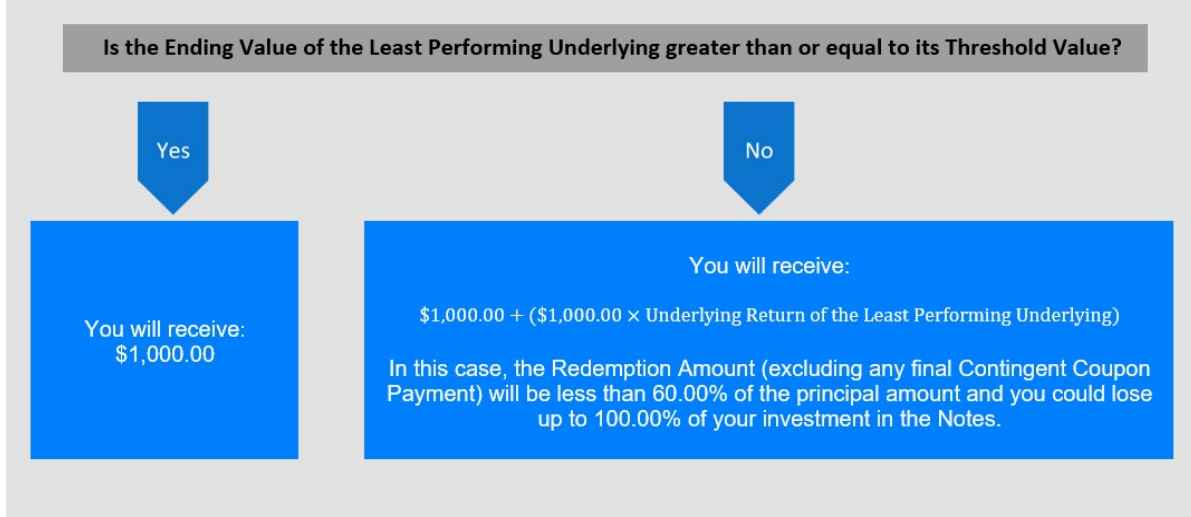 Is the Ending Value of the Least Performing Underlying greater than or equal to its Threshold Value?
Yes
No
You will receive:
$1,000.00
You will receive:
$1,000.00 + ($1,000.00 × Underlying Return of the Least Performing Underlying)
In this case, the Redemption Amount (excluding any final Contingent Coupon
Payment) will be less than 60.00% of the principal amount and you could lose
up to 100.00% of your investment in the Notes.